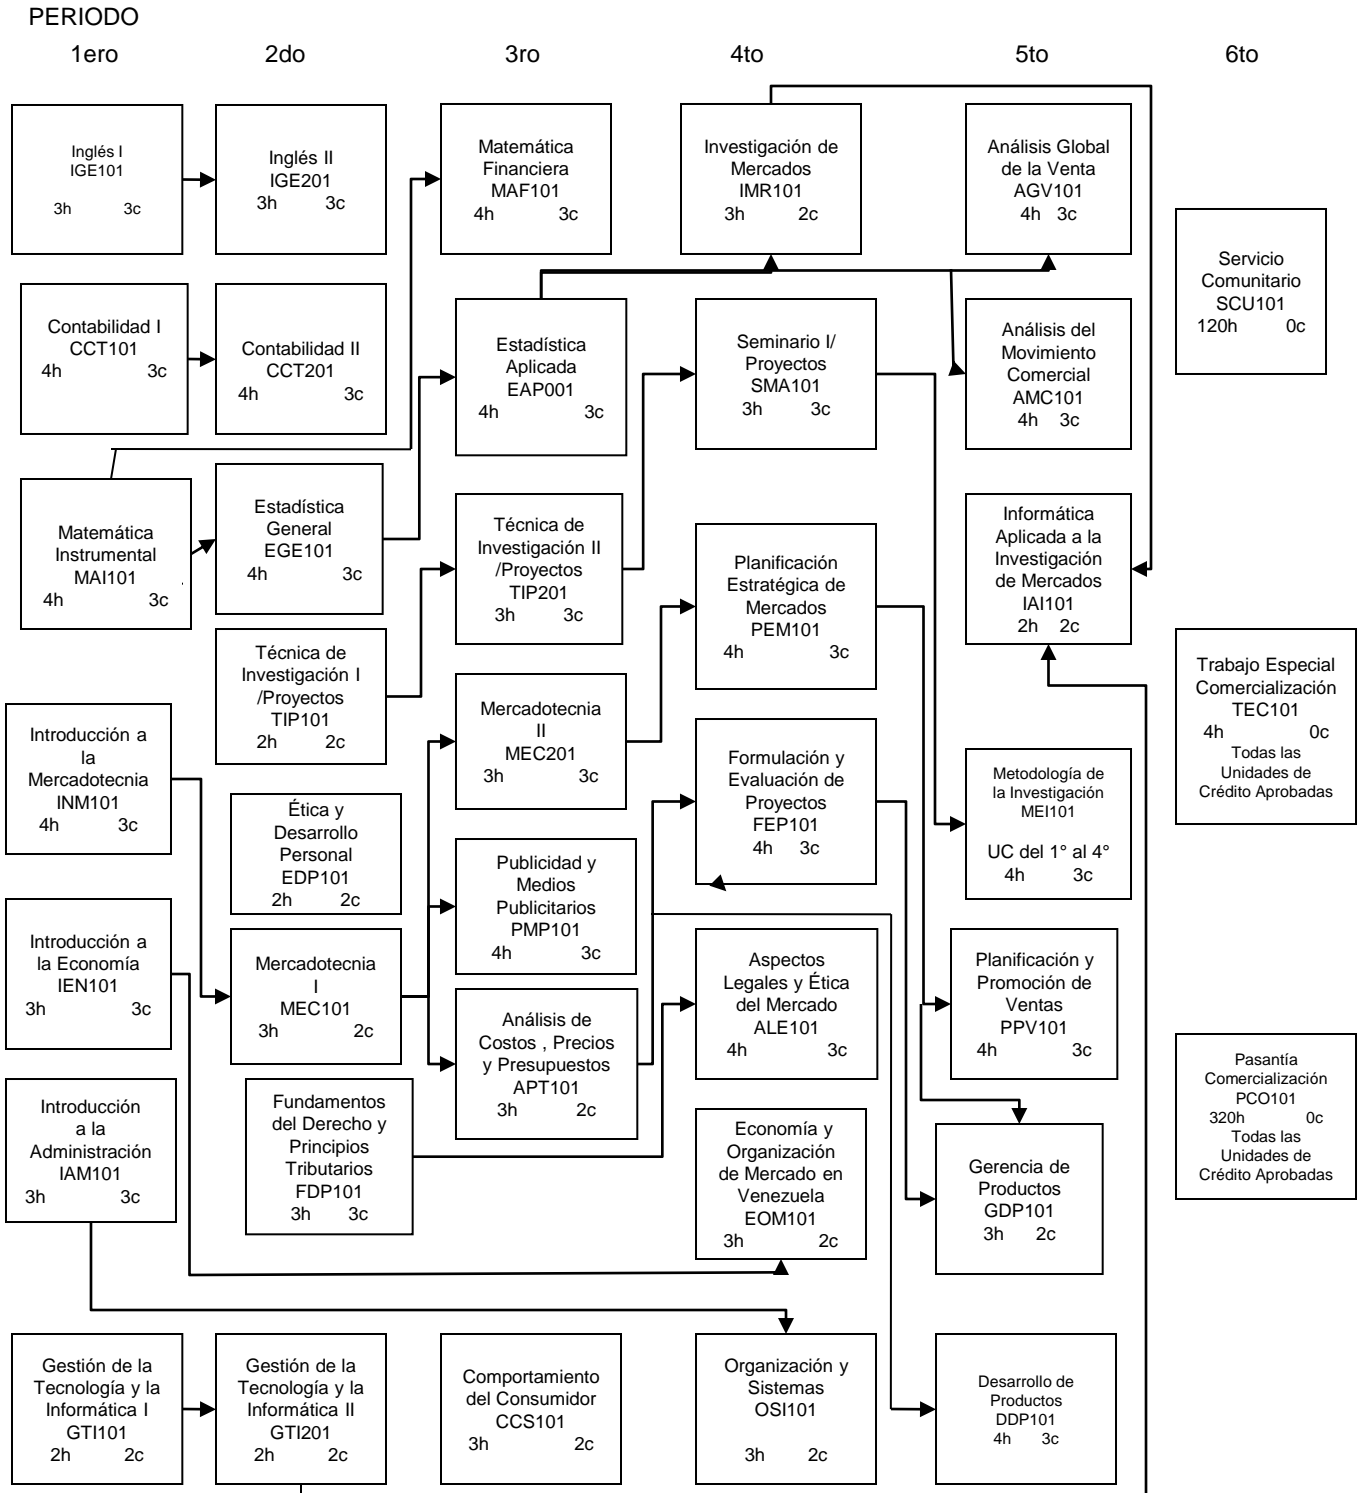 PERIODO
1ero 2do 3ro 4to 5to 6to
Inglés I
IGE101
3h 3c
Contabilidad I
CCT101
4h 3c
Matemática
Instrumental
MAI101
4h 3c
Introducción a
la
Mercadotecnia
INM101
4h 3c
Introducción a
la Economía
IEN101
3h 3c
Introducción
a la
Administración
IAM101
3h 3c
Gestión de la
Tecnología y la
Informática I
GTI101
2h 2c
Inglés II
IGE201
3h 3c
Contabilidad II
CCT201
4h 3c
Estadística
General
EGE101
4h 3c
Técnica de
Investigación I
/Proyectos
TIP101
2h 2c
Ética y
Desarrollo
Personal
EDP101
2h 2c
Mercadotecnia
I
MEC101
3h 2c
Fundamentos
del Derecho y
Principios
Tributarios
FDP101
3h 3c
Gestión de la
Tecnología y la
Informática II
GTI201
2h 2c
Matemática
Financiera
MAF101
4h 3c
Estadística
Aplicada
EAP001
4h 3c
Técnica de
Investigación II
/Proyectos
TIP201
3h 3c
Mercadotecnia
II
MEC201
3h 3c
Publicidad y
Medios
Publicitarios
PMP101
4h 3c
Análisis de
Costos , Precios
y Presupuestos
APT101
3h 2c
Comportamiento
del Consumidor
CCS101
3h 2c
Investigación de
Mercados
IMR101
3h 2c
Seminario I/
Proyectos
SMA101
3h 3c
Planificación
Estratégica de
Mercados
PEM101
4h 3c
Formulación y
Evaluación de
Proyectos
FEP101
4h 3c
Aspectos
Legales y Ética
del Mercado
ALE101
4h 3c
Economía y
Organización
de Mercado en
Venezuela
EOM101
3h 2c
Organización y
Sistemas
OSI101
3h 2c
Análisis Global
de la Venta
AGV101
4h 3c
Análisis del
Movimiento
Comercial
AMC101
4h 3c
Informática
Aplicada a la
Investigación
de Mercados
IAI101
2h 2c
Metodología de
la Investigación
MEI101
UC del 1° al 4°
4h 3c
Planificación y
Promoción de
Ventas
PPV101
4h 3c
Gerencia de
Productos
GDP101
3h 2c
Desarrollo de
Productos
DDP101
4h 3c
Servicio
Comunitario
SCU101
120h 0c
Trabajo Especial
Comercialización
TEC101
4h 0c
Todas las
Unidades de
Crédito Aprobadas
Pasantía
Comercialización
PCO101
320h 0c
Todas las
Unidades de
Crédito Aprobadas